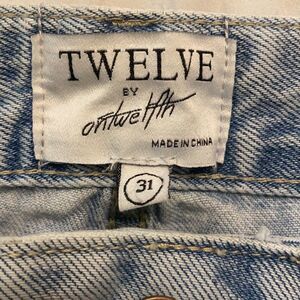 TWELVE
BY
ontwelfth
MADE IN CHINA
31